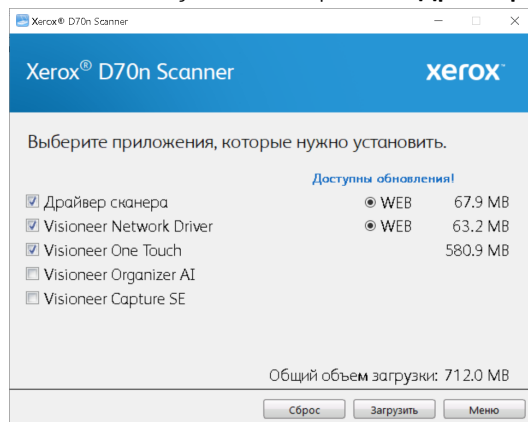 Xerox® D70n Scanner
Xerox® D70n Scanner
xerox™
Выберите приложения, которые нужно установить.
Доступны обновления!
Драйвер сканера WEB 67.9 MB
Visioneer Network Driver WEB 63.2 MB
Visioneer One Touch 580.9 MB
Visioneer Organizer AI
Visioneer Capture SE
Общий объем загрузки: 712.0 MB
Сброс Загрузить Меню